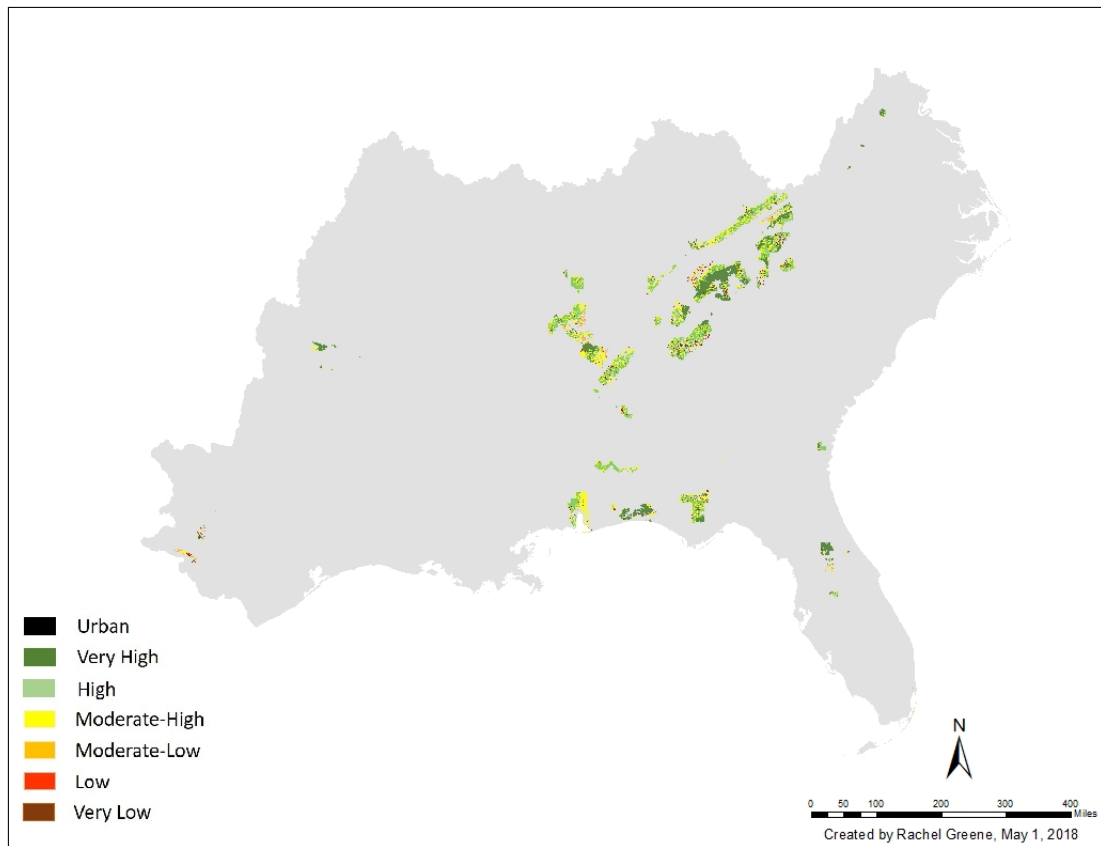 Urban
Very High
High
Moderate-High
Moderate-Low
Low
Very Low
N
0 50 100 200 300 400
Miles
Created by Rachel Greene, May 1, 2018